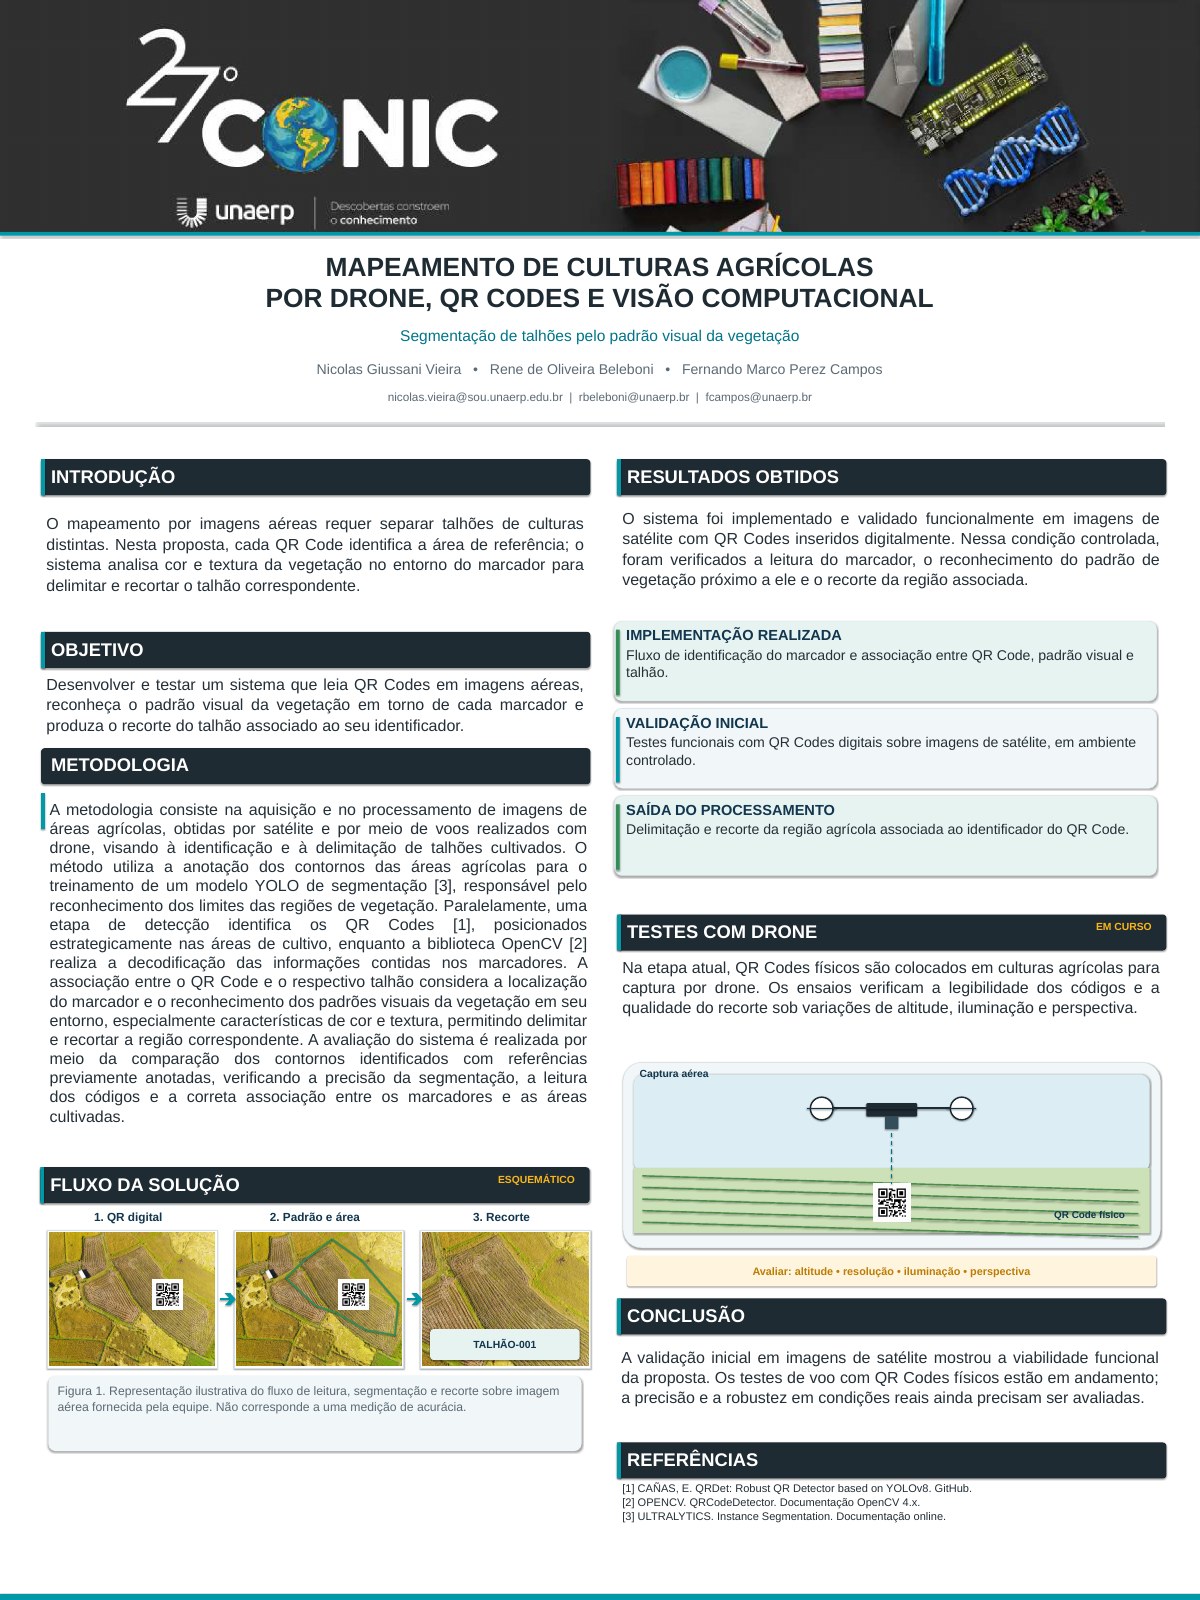 27º
CONIC
unaerp
Descobertas constroem
o conhecimento
MAPEAMENTO DE CULTURAS AGRÍCOLAS
POR DRONE, QR CODES E VISÃO COMPUTACIONAL
Segmentação de talhões pelo padrão visual da vegetação
Nicolas Giussani Vieira • Rene de Oliveira Beleboni • Fernando Marco Perez Campos
nicolas.vieira@sou.unaerp.edu.br | rbeleboni@unaerp.br | fcampos@unaerp.br
INTRODUÇÃO
O mapeamento por imagens aéreas requer separar talhões de culturas
distintas. Nesta proposta, cada QR Code identifica a área de referência; o
sistema analisa cor e textura da vegetação no entorno do marcador para
delimitar e recortar o talhão correspondente.
OBJETIVO
Desenvolver e testar um sistema que leia QR Codes em imagens aéreas,
reconheça o padrão visual da vegetação em torno de cada marcador e
produza o recorte do talhão associado ao seu identificador.
METODOLOGIA
A metodologia consiste na aquisição e no processamento de imagens de
áreas agrícolas, obtidas por satélite e por meio de voos realizados com
drone, visando à identificação e à delimitação de talhões cultivados. O
método utiliza a anotação dos contornos das áreas agrícolas para o
treinamento de um modelo YOLO de segmentação [3], responsável pelo
reconhecimento dos limites das regiões de vegetação. Paralelamente, uma
etapa de detecção identifica os QR Codes [1], posicionados
estrategicamente nas áreas de cultivo, enquanto a biblioteca OpenCV [2]
realiza a decodificação das informações contidas nos marcadores. A
associação entre o QR Code e o respectivo talhão considera a localização
do marcador e o reconhecimento dos padrões visuais da vegetação em seu
entorno, especialmente características de cor e textura, permitindo delimitar
e recortar a região correspondente. A avaliação do sistema é realizada por
meio da comparação dos contornos identificados com referências
previamente anotadas, verificando a precisão da segmentação, a leitura
dos códigos e a correta associação entre os marcadores e as áreas
cultivadas.
FLUXO DA SOLUÇÃO
ESQUEMÁTICO
1. QR digital
2. Padrão e área
3. Recorte
TALHÃO-001
Figura 1. Representação ilustrativa do fluxo de leitura, segmentação e recorte sobre imagem
aérea fornecida pela equipe. Não corresponde a uma medição de acurácia.
RESULTADOS OBTIDOS
O sistema foi implementado e validado funcionalmente em imagens de
satélite com QR Codes inseridos digitalmente. Nessa condição controlada,
foram verificados a leitura do marcador, o reconhecimento do padrão de
vegetação próximo a ele e o recorte da região associada.
IMPLEMENTAÇÃO REALIZADA
Fluxo de identificação do marcador e associação entre QR Code, padrão visual e
talhão.
VALIDAÇÃO INICIAL
Testes funcionais com QR Codes digitais sobre imagens de satélite, em ambiente
controlado.
SAÍDA DO PROCESSAMENTO
Delimitação e recorte da região agrícola associada ao identificador do QR Code.
TESTES COM DRONE
EM CURSO
Na etapa atual, QR Codes físicos são colocados em culturas agrícolas para
captura por drone. Os ensaios verificam a legibilidade dos códigos e a
qualidade do recorte sob variações de altitude, iluminação e perspectiva.
Captura aérea
QR Code físico
Avaliar: altitude • resolução • iluminação • perspectiva
CONCLUSÃO
A validação inicial em imagens de satélite mostrou a viabilidade funcional
da proposta. Os testes de voo com QR Codes físicos estão em andamento;
a precisão e a robustez em condições reais ainda precisam ser avaliadas.
REFERÊNCIAS
[1] CAÑAS, E. QRDet: Robust QR Detector based on YOLOv8. GitHub.
[2] OPENCV. QRCodeDetector. Documentação OpenCV 4.x.
[3] ULTRALYTICS. Instance Segmentation. Documentação online.